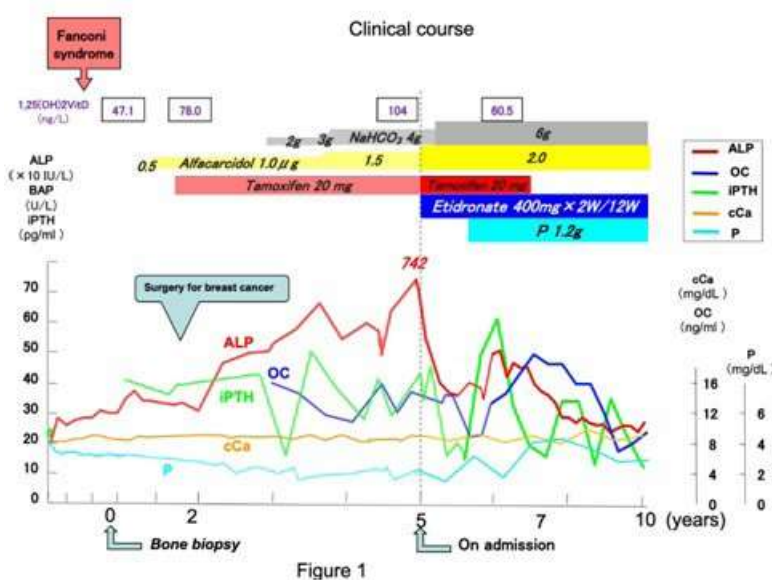 Clinical course
Fanconi
syndrome
1,25(OH)2VitD
(ng/L)
47.1
78.0
104
60.5
2g
3g
NaHCO3 4g
6g
0.5
Alfacarcidol 1.0μg
1.5
2.0
Tamoxifen 20 mg
Tamoxifen 20 mg
Etidronate 400mg×2W/12W
P 1.2g
ALP
(×10 IU/L)
BAP
(U/L)
iPTH
(pg/ml)
ALP
OC
iPTH
cCa
P
Surgery for breast cancer
742
ALP
OC
iPTH
cCa
P
70
60
50
40
30
20
10
0
cCa
(mg/dL)
OC
(ng/ml)
16
12
8
4
0
P
(mg/dL)
6
4
2
0
0
2
5
7
10
(years)
Bone biopsy
On admission
Figure 1